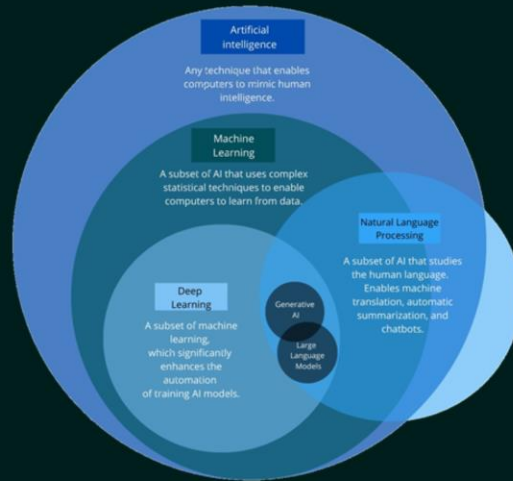 Artificial
intelligence
Any technique that enables
computers to mimic human
intelligence.
Machine
Learning
A subset of AI that uses complex
statistical techniques to enable
computers to learn from data.
Natural Language
Processing
A subset of AI that studies
the human language.
Enables machine
translation, automatic
summarization, and
chatbots.
Deep
Learning
A subset of machine
learning,
which significantly
enhances the
automation
of training AI models.
Generative
AI
Large
Language
Models